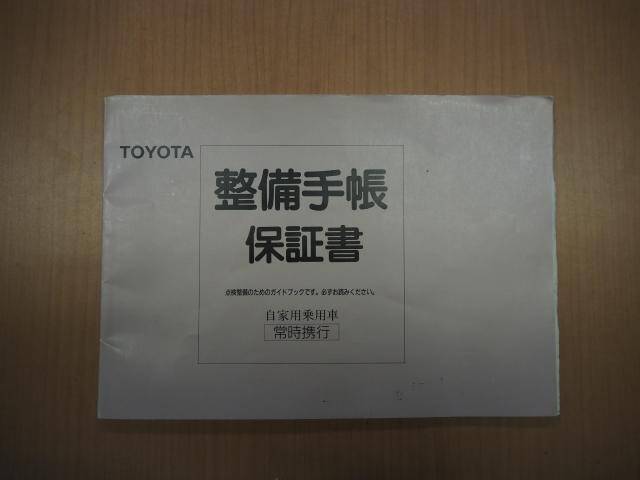 TOYOTA
整備手帳
保証書
点検整備のためのガイドブックです。必ずお読みください。
自家用乗用車
常時携行